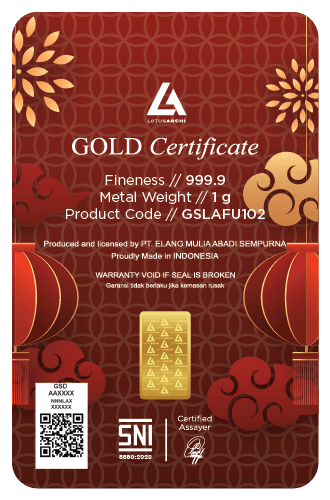 LOTUSARCHI
GOLD Certificate
Fineness // 999.9
Metal Weight // 1 g
Product Code // GSLAFU102
Produced and licensed by PT. ELANG MULIA ABADI SEMPURNA
Proudly Made in INDONESIA
WARRANTY VOID IF SEAL IS BROKEN
Garansi tidak berlaku jika kemasan rusak
GSD
AAXXXX
NNNLAX
XXXXXX
SNI
8880:2020
Certified
Assayer